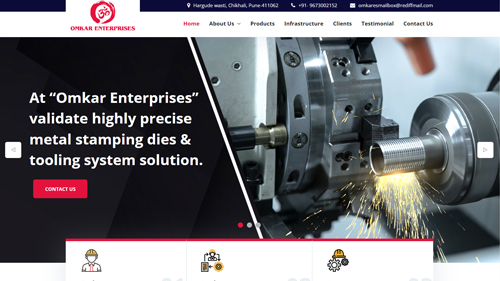 Hargude wasti, Chikhali, Pune-411062 +91- 9673002152 omkaresmailbox@rediffmail.com
OMKAR ENTERPRISES
Home About Us Products Infrastructure Clients Testimonial Contact Us
At “Omkar Enterprises”
validate highly precise
metal stamping dies &
tooling system solution.
CONTACT US